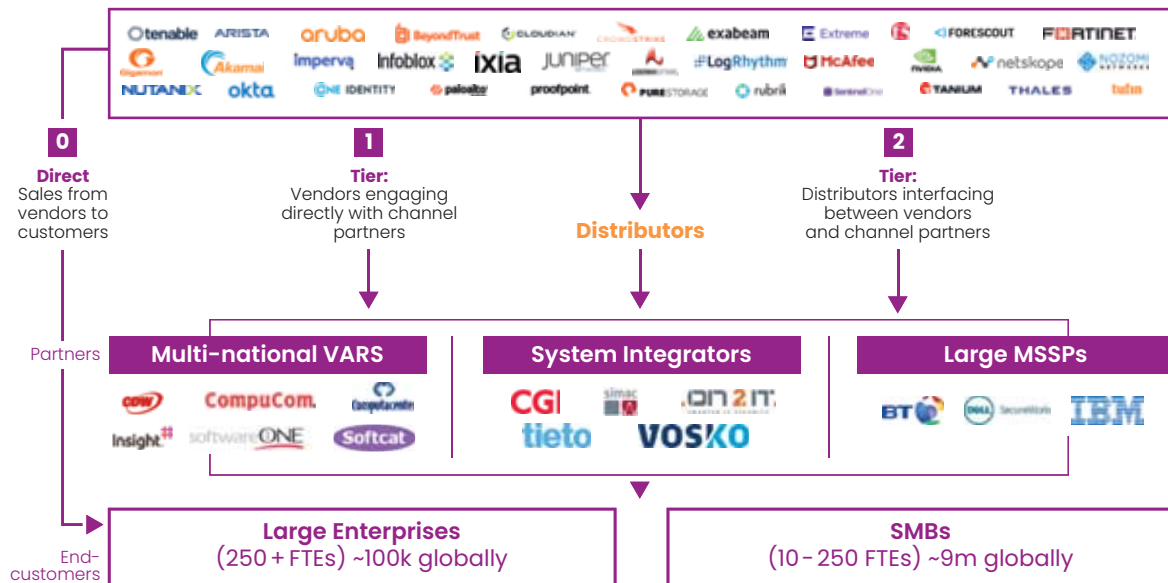 tenable ARISTA aruba BeyondTrust CLOUDIAN CROWDSTRIKE exabeam Extreme FORESCOUT FORTINET
Gigamon Akamai imperva Infoblox ixia JUNIPER LogRhythm McAfee NVIDIA netskope NOZOMI NETWORKS
NUTANIX okta ONE IDENTITY paloalto proofpoint PURESTORAGE rubrik SentinelOne TANIUM THALES tufin
0
Direct
Sales from
vendors to
customers
1
Tier:
Vendors engaging
directly with channel
partners
Distributors
2
Tier:
Distributors interfacing
between vendors
and channel partners
Partners
Multi-national VARS
CDW CompuCom. Computacenter
Insight softwareONE Softcat
System Integrators
CGI simac ON2IT
tieto VOSKO
Large MSSPs
BT DELL SecureWorks IBM
End-
customers
Large Enterprises
(250+FTEs) ~100k globally
SMBs
(10-250 FTEs) ~9m globally